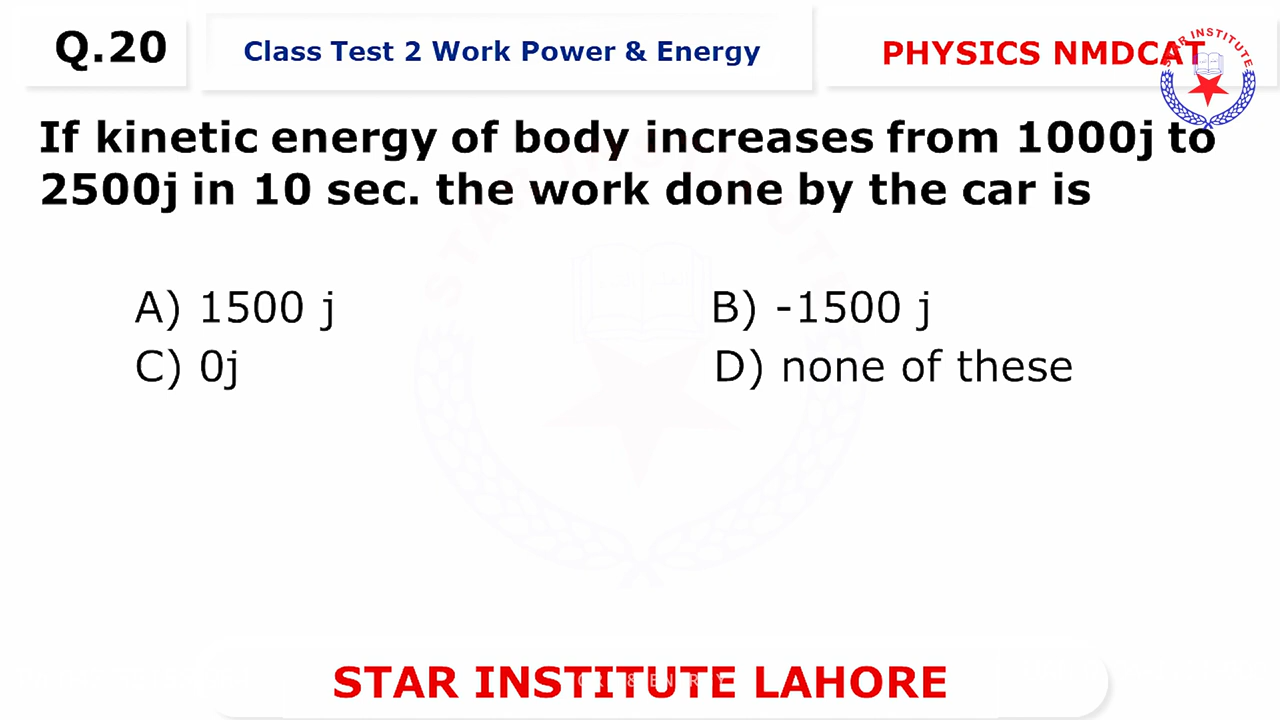 Q.20
Class Test 2 Work Power & Energy
PHYSICS NMDCAT
STAR INSTITUTE
If kinetic energy of body increases from 1000j to
2500j in 10 sec. the work done by the car is
A) 1500 j
B) -1500 j
C) 0j
D) none of these
STAR INSTITUTE LAHORE